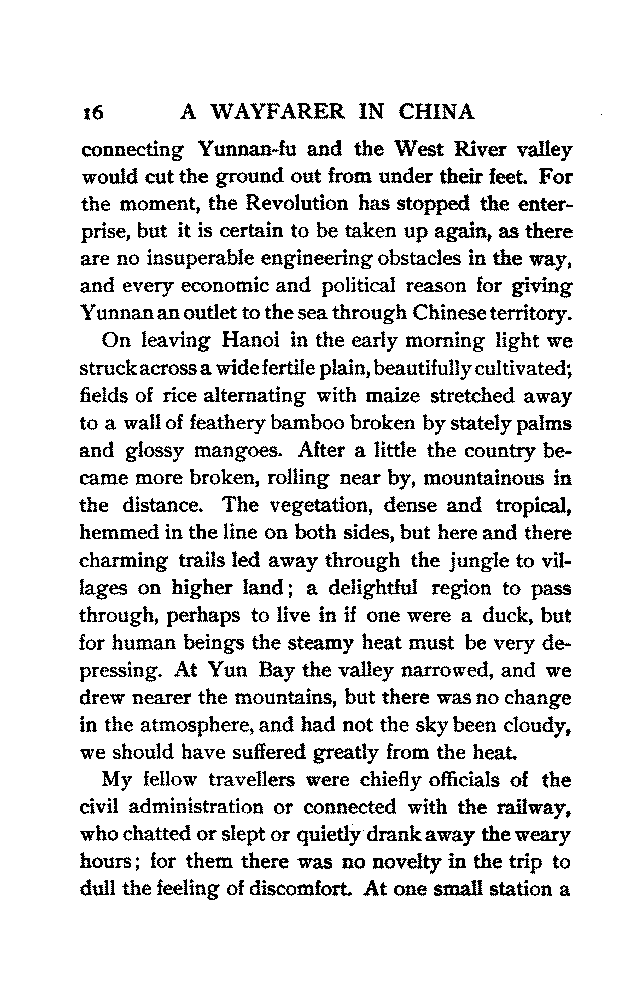 16 A WAYFARER IN CHINA
connecting Yunnan-fu and the West River valley
would cut the ground out from under their feet. For
the moment, the Revolution has stopped the enter-
prise, but it is certain to be taken up again, as there
are no insuperable engineering obstacles in the way,
and every economic and political reason for giving
Yunnan an outlet to the sea through Chinese territory.
On leaving Hanoi in the early morning light we
struck across a wide fertile plain, beautifully cultivated;
fields of rice alternating with maize stretched away
to a wall of feathery bamboo broken by stately palms
and glossy mangoes. After a little the country be-
came more broken, rolling near by, mountainous in
the distance. The vegetation, dense and tropical,
hemmed in the line on both sides, but here and there
charming trails led away through the jungle to vil-
lages on higher land; a delightful region to pass
through, perhaps to live in if one were a duck, but
for human beings the steamy heat must be very de-
pressing. At Yun Bay the valley narrowed, and we
drew nearer the mountains, but there was no change
in the atmosphere, and had not the sky been cloudy,
we should have suffered greatly from the heat.
My fellow travellers were chiefly officials of the
civil administration or connected with the railway,
who chatted or slept or quietly drank away the weary
hours; for them there was no novelty in the trip to
dull the feeling of discomfort. At one small station a